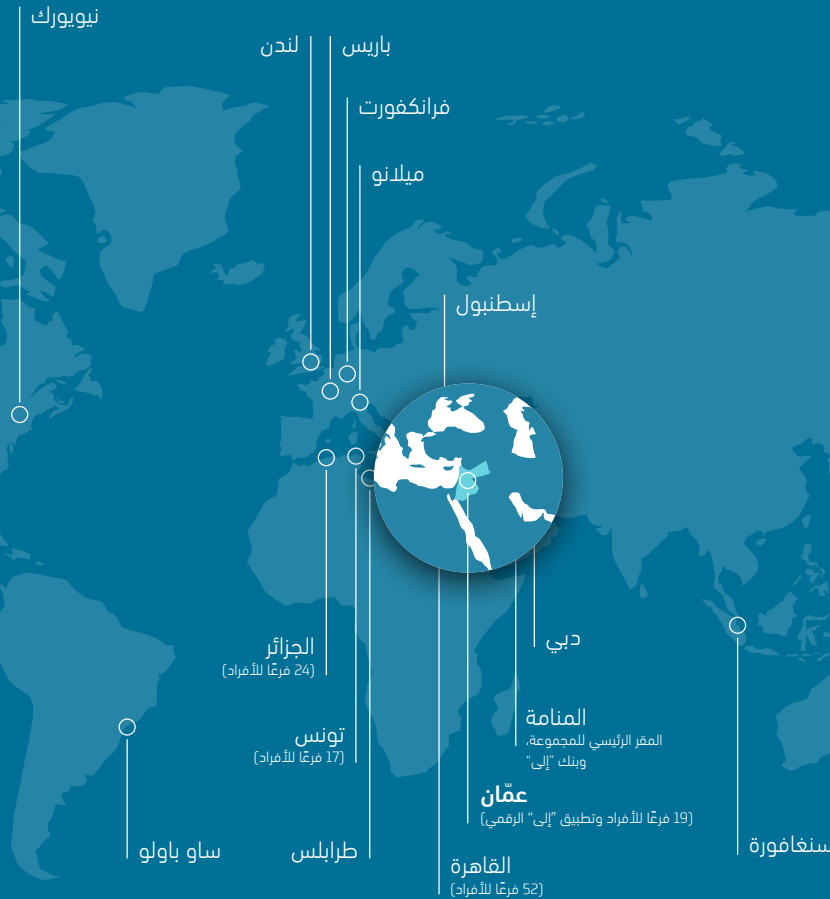 نيويورك
لندن
باريس
فرانكفورت
ميلانو
إسطنبول
دبي
الجزائر
(24 فرعًا للأفراد)
المنامة
المقر الرئيسي للمجموعة،
وبنك "إلى"
تونس
(17 فرعًا للأفراد)
عمّان
(19 فرعًا للأفراد وتطبيق "إلى" الرقمي)
سنغافورة
طرابلس
ساو باولو
القاهرة
(52 فرعًا للأفراد)